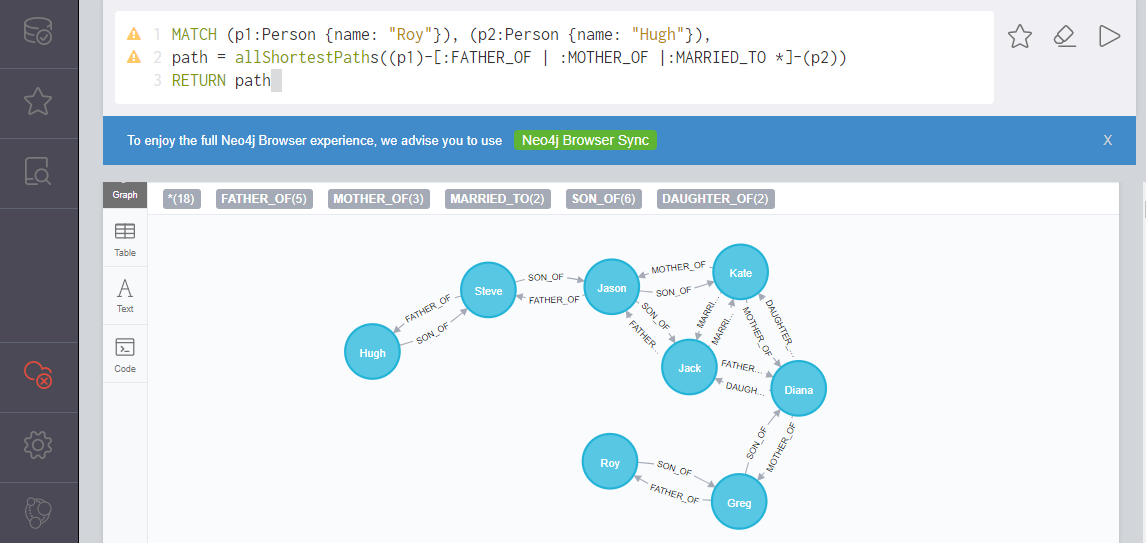 1 MATCH (p1:Person {name: "Roy"}), (p2:Person {name: "Hugh"}),
2 path = allShortestPaths((p1)-[:FATHER_OF | :MOTHER_OF |:MARRIED_TO *]-(p2))
3 RETURN path
To enjoy the full Neo4j Browser experience, we advise you to use Neo4j Browser Sync X
Graph
*(18) FATHER_OF(5) MOTHER_OF(3) MARRIED_TO(2) SON_OF(6) DAUGHTER_OF(2)
Table
Text
Code
Kate
MOTHER_OF
SON_OF
Steve
SON_OF
FATHER_OF
Jason
FATHER_OF
SON_OF
Hugh
SON_OF
FATHER...
MARRI...
MARRI...
MOTHER_OF
DAUGHTER_...
Jack
FATHER...
DAUGH...
Diana
SON_OF
MOTHER_OF
Roy
SON_OF
FATHER_OF
Greg